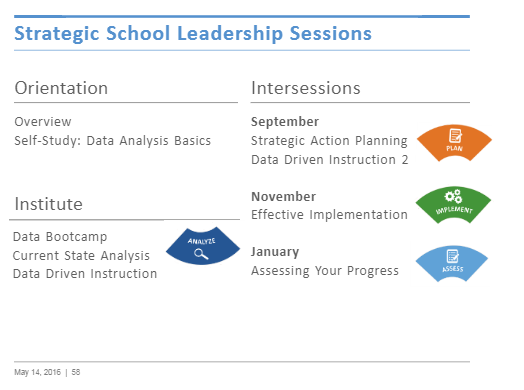 Strategic School Leadership Sessions
Orientation
Overview
Self-Study: Data Analysis Basics
Institute
Data Bootcamp
Current State Analysis
Data Driven Instruction
ANALYZE
Intersessions
September
Strategic Action Planning
Data Driven Instruction 2
PLAN
November
Effective Implementation
IMPLEMENT
January
Assessing Your Progress
ASSESS
May 14, 2016 | 58